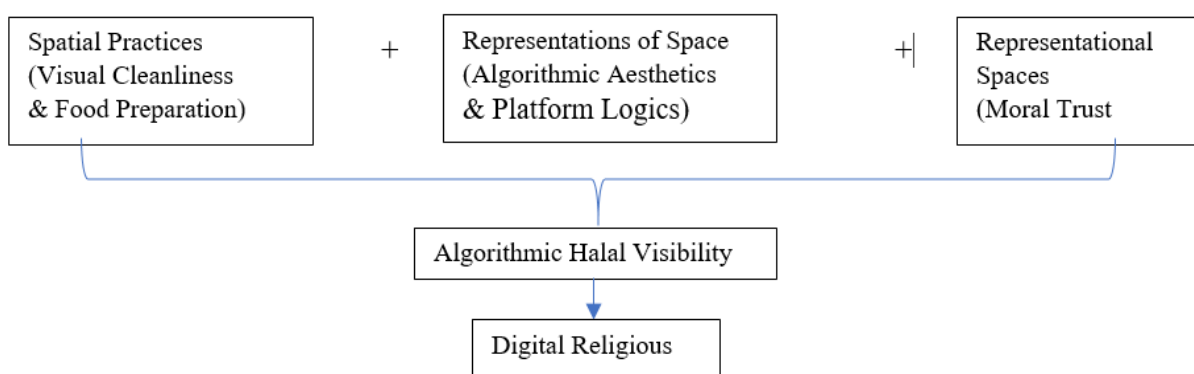 Spatial Practices
(Visual Cleanliness
& Food Preparation)
+
Representations of Space
(Algorithmic Aesthetics
& Platform Logics)
+
Representational
Spaces
(Moral Trust
Algorithmic Halal Visibility
Digital Religious